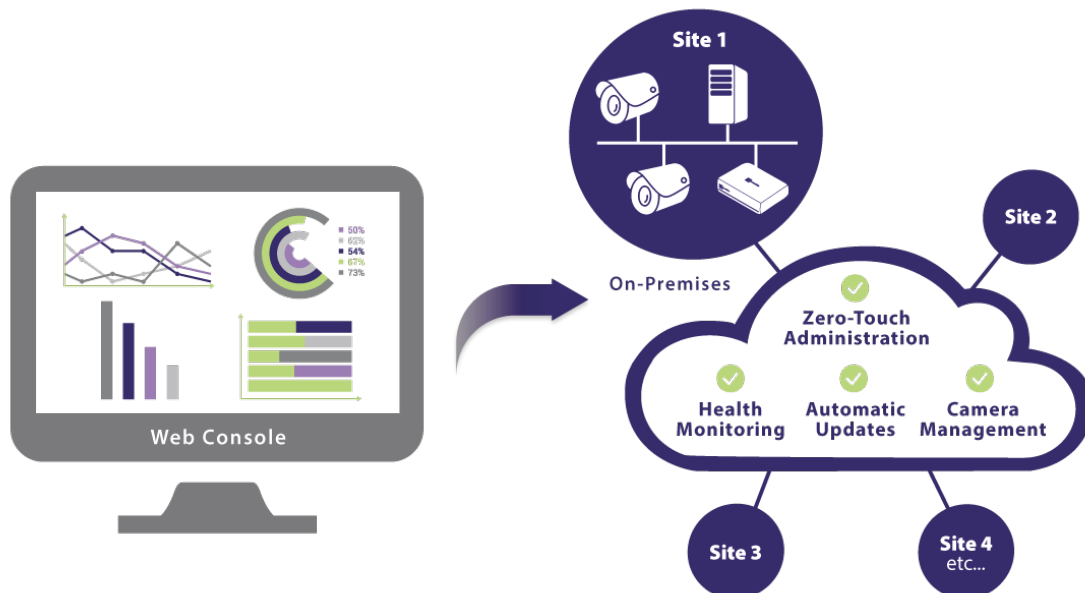 Site 1
50%
62%
54%
67%
73%
Web Console
On-Premises
Site 2
Zero-Touch
Administration
Health
Monitoring
Automatic
Updates
Camera
Management
Site 3
Site 4
etc...